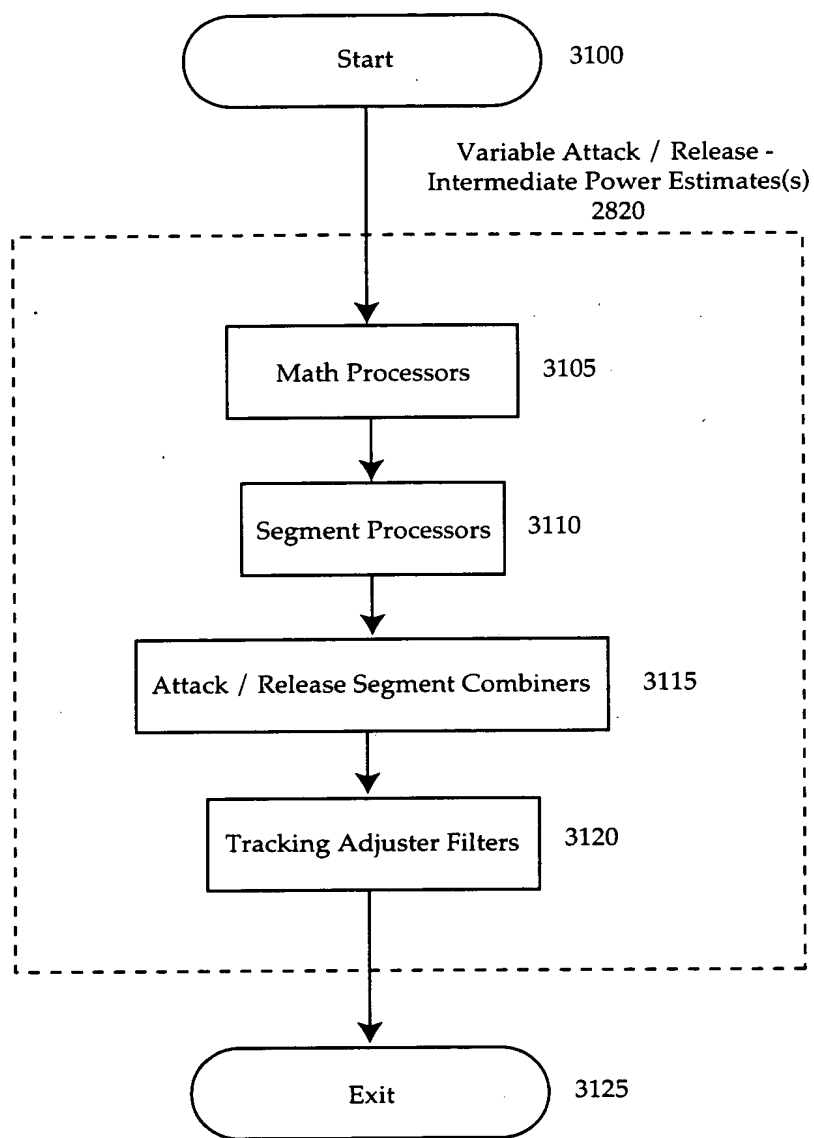 Start 3100
Variable Attack / Release -
Intermediate Power Estimates(s)
2820
Math Processors 3105
Segment Processors 3110
Attack / Release Segment Combiners 3115
Tracking Adjuster Filters 3120
Exit 3125